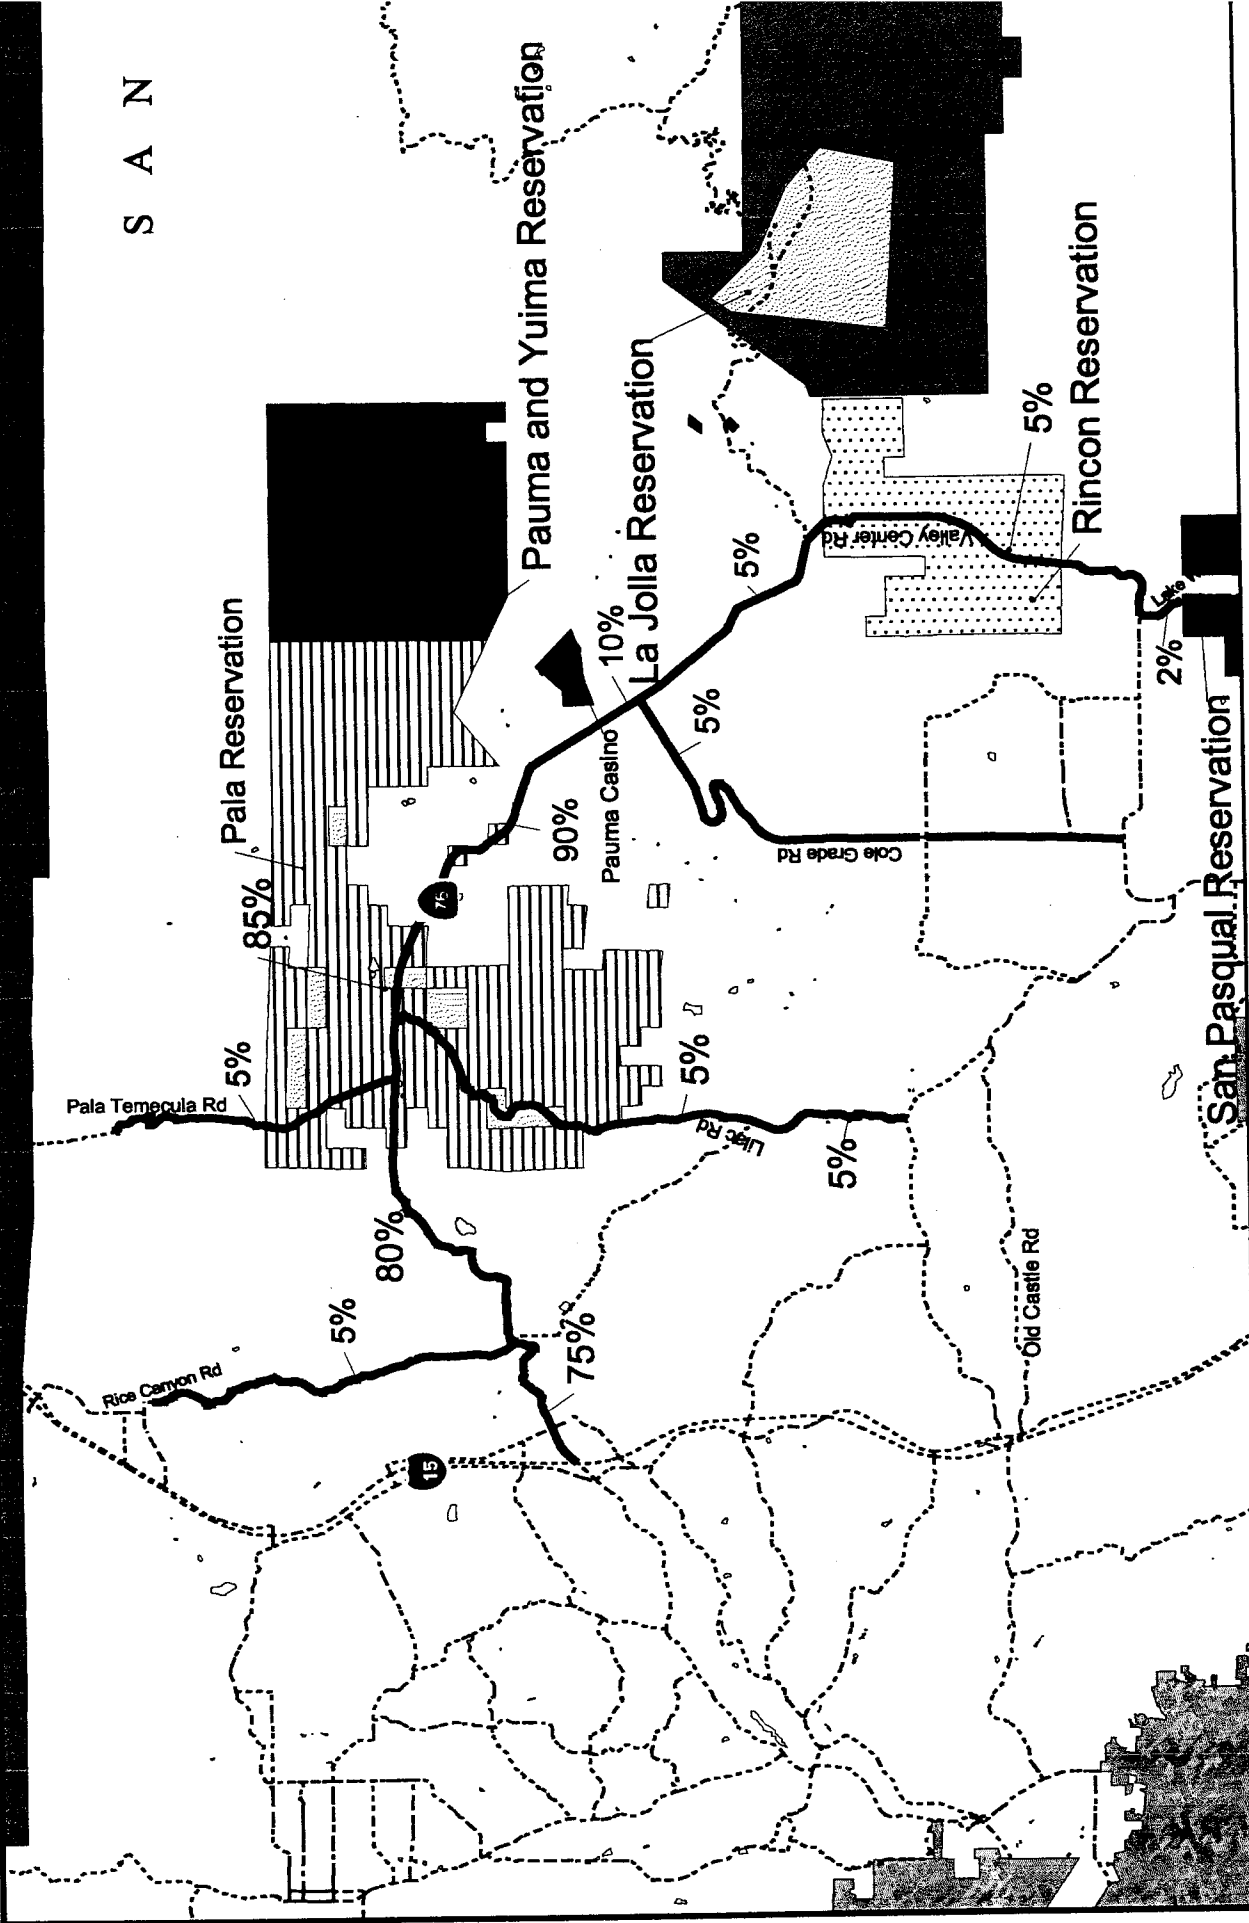 S A N
Pauma and Yuima Reservation
La Jolla Reservation
Rincon Reservation
Pala Reservation
San Pasqual Reservation
Pala Temecula Rd
5%
85%
76
90%
10%
Pauma Casino
5%
5%
Valley Center Rd
5%
Lake
2%
Cole Grade Rd
80%
5%
Lilac Rd
5%
Rice Canyon Rd
5%
75%
15
Old Castle Rd